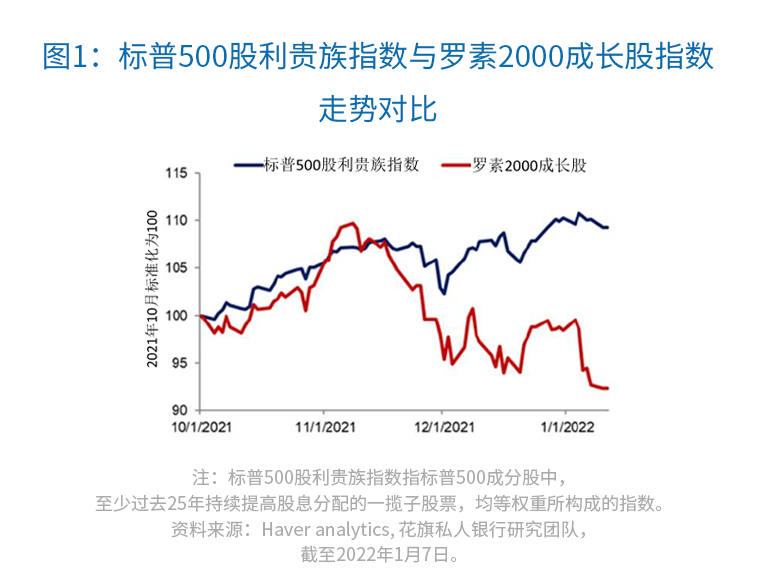 图1：标普500股利贵族指数与罗素2000成长股指数
走势对比
标普500股利贵族指数
罗素2000成长股
2021年10月标准化为100
115
110
105
100
95
90
10/1/2021
11/1/2021
12/1/2021
1/1/2022
注：标普500股利贵族指数指标普500成分股中，
至少过去25年持续提高股息分配的一揽子股票，均等权重所构成的指数。
资料来源：Haver analytics, 花旗私人银行研究团队，
截至2022年1月7日。